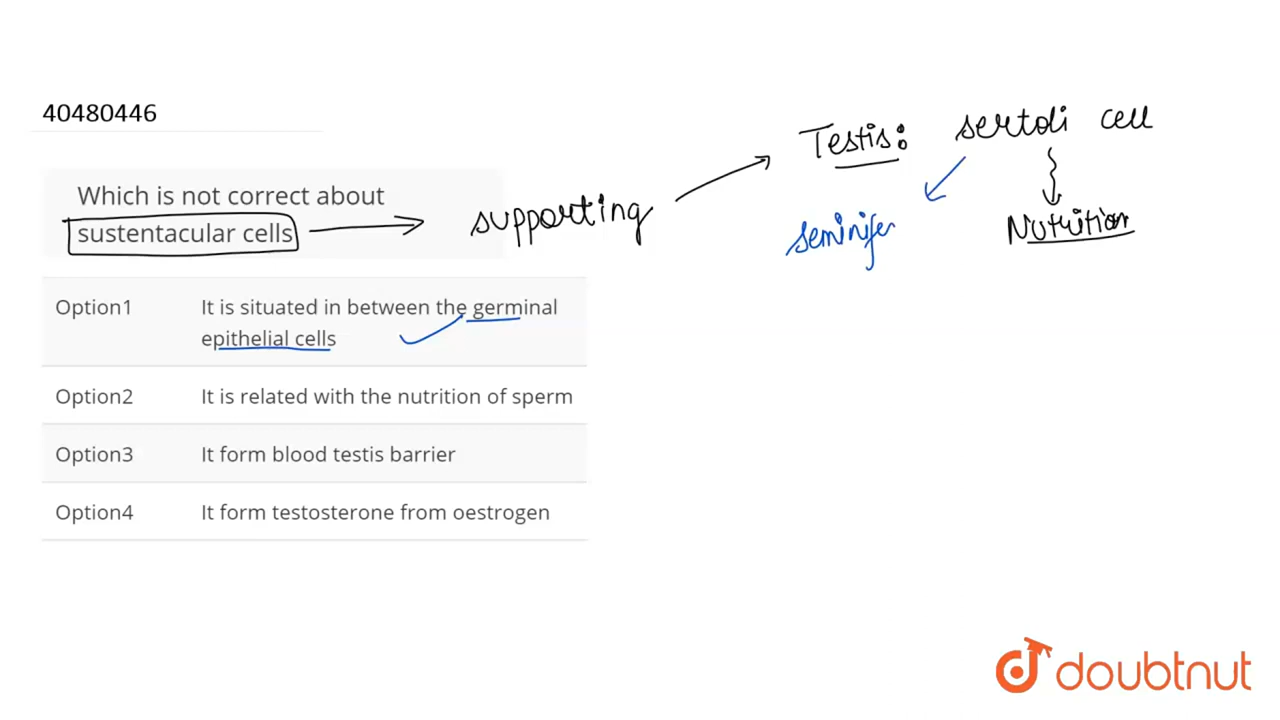 40480446
Which is not correct about
sustentacular cells
supporting
Testis: sertoli cell
seminifer
Nutrition
Option1 It is situated in between the germinal
epithelial cells
Option2 It is related with the nutrition of sperm
Option3 It form blood testis barrier
Option4 It form testosterone from oestrogen
doubtnut